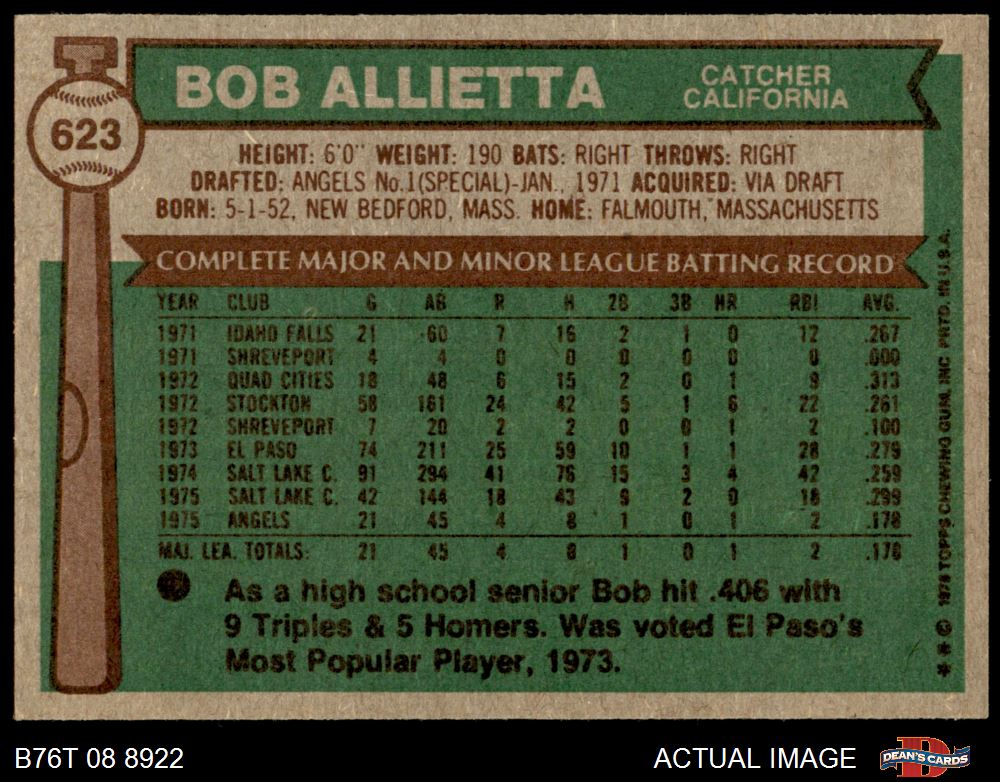 BOB ALLIETTA
CATCHER
CALIFORNIA
623
HEIGHT: 6'0" WEIGHT: 190 BATS: RIGHT THROWS: RIGHT
DRAFTED: ANGELS No.1(SPECIAL)-JAN., 1971 ACQUIRED: VIA DRAFT
BORN: 5-1-52, NEW BEDFORD, MASS. HOME: FALMOUTH, MASSACHUSETTS
COMPLETE MAJOR AND MINOR LEAGUE BATTING RECORD
YEAR CLUB G AB R H 2B 3B HR RBI AVG.
1971 IDAHO FALLS 21 60 7 16 2 1 0 12 .267
1971 SHREVEPORT 4 4 0 0 0 0 0 0 .000
1972 QUAD CITIES 18 48 6 15 2 0 1 9 .313
1972 STOCKTON 58 161 24 42 5 1 6 22 .261
1972 SHREVEPORT 7 20 2 2 0 0 1 2 .100
1973 EL PASO 74 211 25 59 10 1 1 28 .279
1974 SALT LAKE C. 91 294 41 76 15 3 4 42 .259
1975 SALT LAKE C. 42 144 18 43 9 2 0 18 .299
1975 ANGELS 21 45 4 8 1 0 1 2 .178
MAJ. LEA. TOTALS: 21 45 4 8 1 0 1 2 .178
As a high school senior Bob hit .406 with
9 Triples & 5 Homers. Was voted El Paso's
Most Popular Player, 1973.
* * © 1976 TOPPS CHEWING GUM, INC PRTD. IN U.S.A.
B76T 08 8922
ACTUAL IMAGE
DEAN'S CARDS